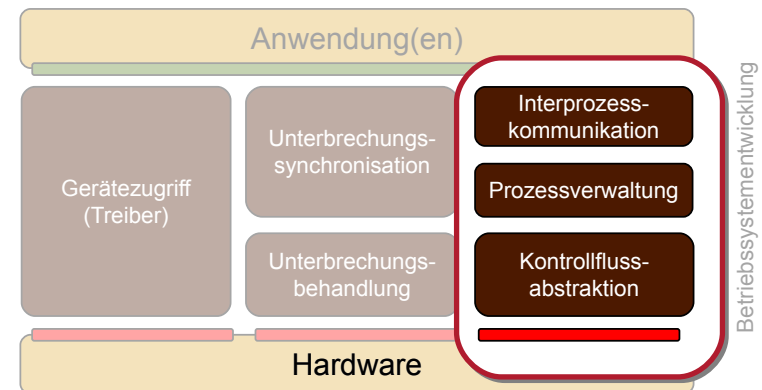 Anwendung(en)
Gerätezugriff
(Treiber)
Unterbrechungs-
synchronisation
Unterbrechungs-
behandlung
Interprozess-
kommunikation
Prozessverwaltung
Kontrollfluss-
abstraktion
Hardware
Betriebssystementwicklung